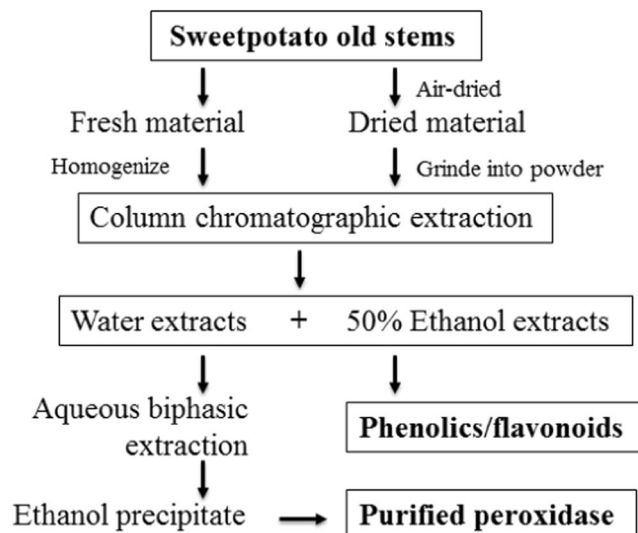 Sweetpotato old stems
Air-dried
Fresh material
Dried material
Homogenize
Grinde into powder
Column chromatographic extraction
Water extracts + 50% Ethanol extracts
Aqueous biphasic
extraction
Phenolics/flavonoids
Ethanol precipitate
Purified peroxidase